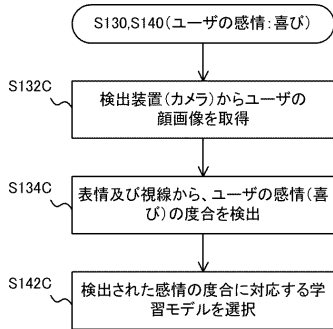 S130,S140(ユーザの感情:喜び)
S132C
検出装置(カメラ)からユーザの
顔画像を取得
S134C
表情及び視線から、ユーザの感情(喜
び)の度合を検出
S142C
検出された感情の度合に対応する学
習モデルを選択